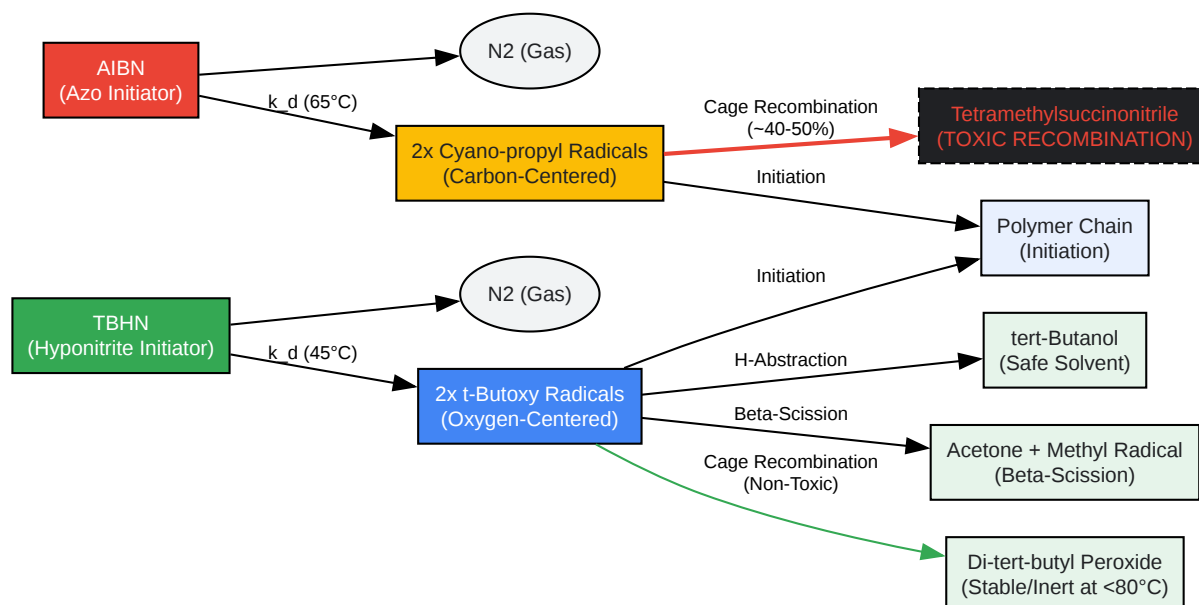 AIBN
(Azo Initiator)
N2 (Gas)
k_d (65°C)
2x Cyano-propyl Radicals
(Carbon-Centered)
Cage Recombination
(~40-50%)
Tetramethylsuccinonitrile
(TOXIC RECOMBINATION)
Initiation
Polymer Chain
(Initiation)
TBHN
(Hyponitrite Initiator)
N2 (Gas)
k_d (45°C)
2x t-Butoxy Radicals
(Oxygen-Centered)
Initiation
H-Abstraction
tert-Butanol
(Safe Solvent)
Beta-Scission
Acetone + Methyl Radical
(Beta-Scission)
Cage Recombination
(Non-Toxic)
Di-tert-butyl Peroxide
(Stable/Inert at <80°C)